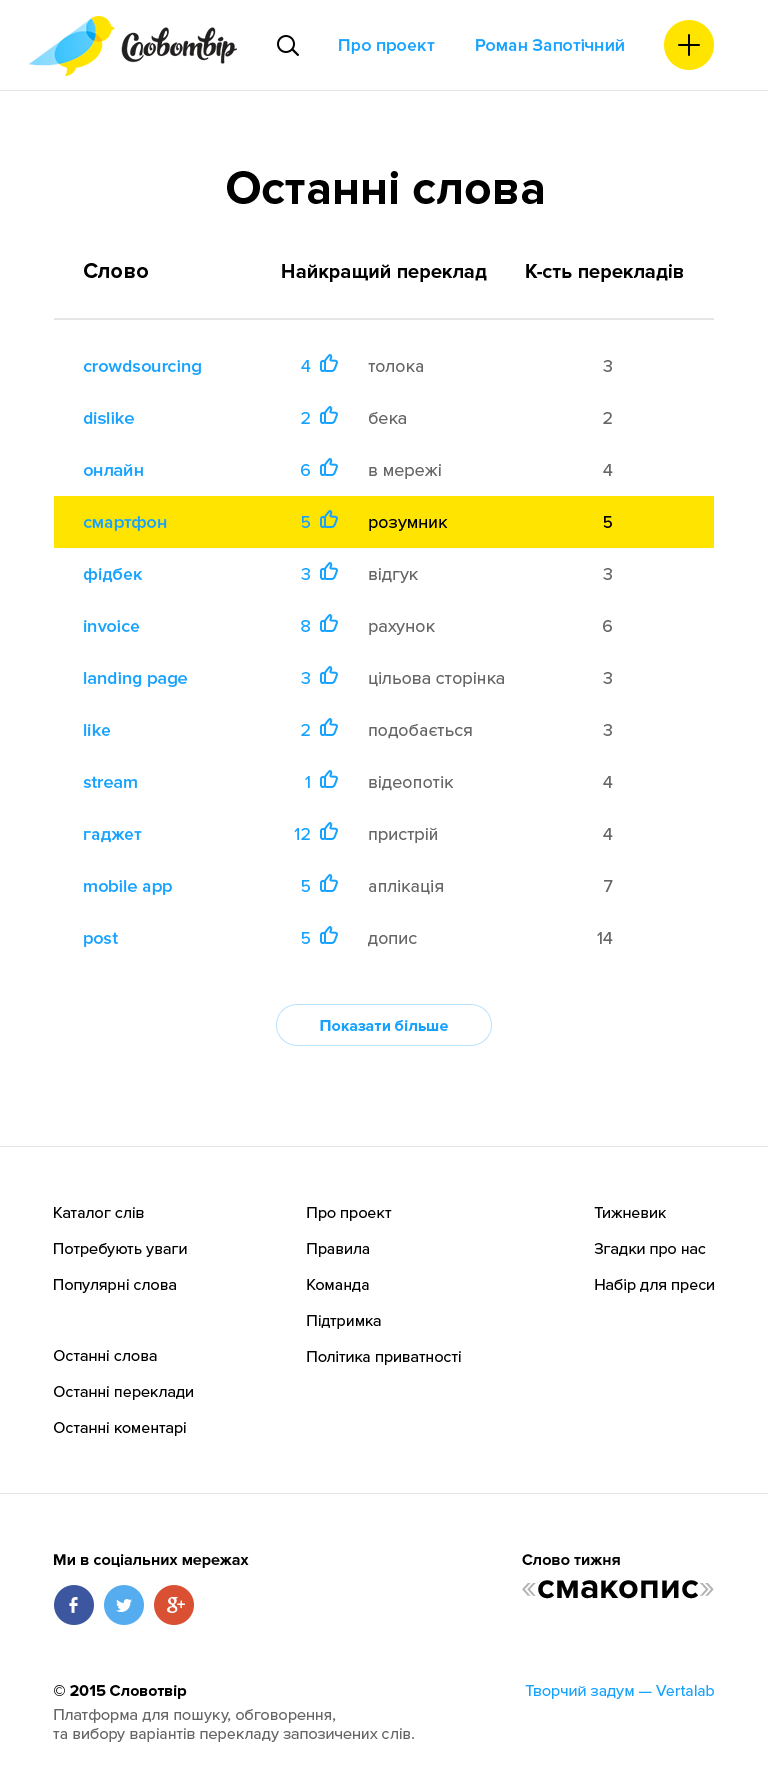 Словотвір
Про проект
Роман Запотічний
Останні слова
Слово Найкращий переклад К-сть перекладів
crowdsourcing 4 толока 3
dislike 2 бека 2
онлайн 6 в мережі 4
смартфон 5 розумник 5
фідбек 3 відгук 3
invoice 8 рахунок 6
landing page 3 цільова сторінка 3
like 2 подобається 3
stream 1 відеопотік 4
гаджет 12 пристрій 4
mobile app 5 аплікація 7
post 5 допис 14
Показати більше
Каталог слів
Потребують уваги
Популярні слова
Останні слова
Останні переклади
Останні коментарі
Про проект
Правила
Команда
Підтримка
Політика приватності
Тижневик
Згадки про нас
Набір для преси
Ми в соціальних мережах
f
g+
Слово тижня
«смакопис»
© 2015 Словотвір
Платформа для пошуку, обговорення,
та вибору варіантів перекладу запозичених слів.
Творчий задум — Vertalab